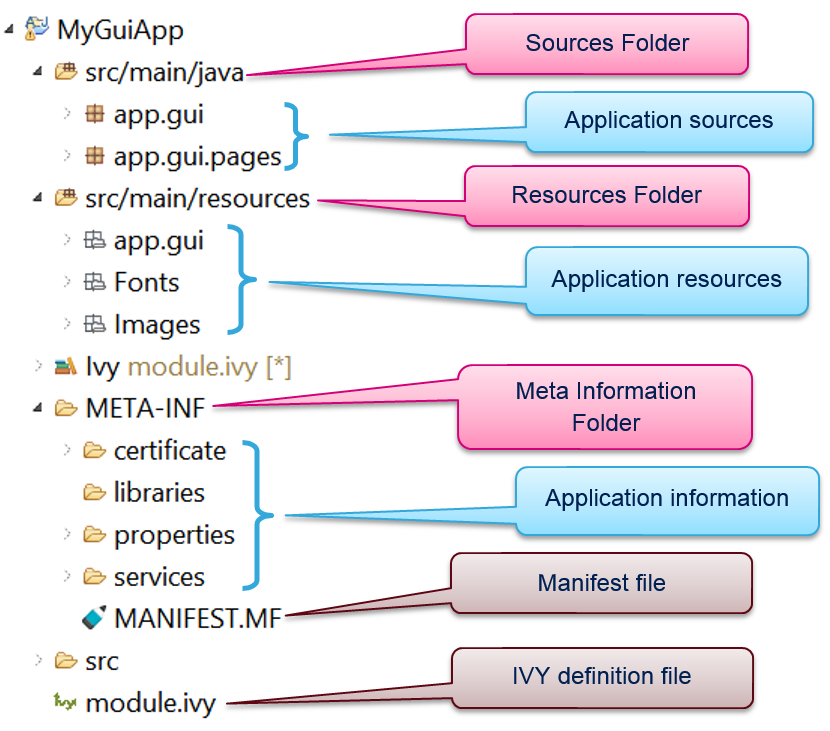 MyGuiApp
Sources Folder
src/main/java
app.gui
Application sources
app.gui.pages
src/main/resources
Resources Folder
app.gui
Fonts
Application resources
Images
Ivy module.ivy [*]
META-INF
Meta Information
Folder
certificate
libraries
Application information
properties
services
Manifest file
MANIFEST.MF
src
IVY definition file
module.ivy